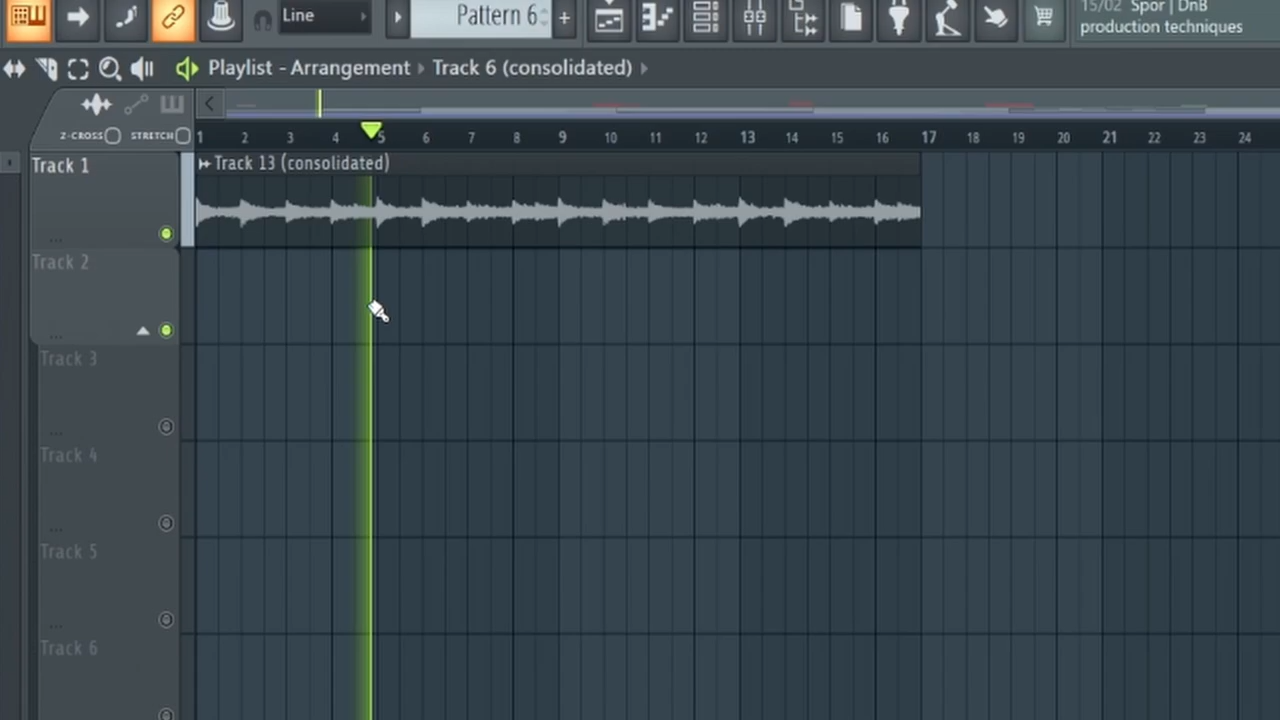 Line
Pattern 6
+
15/02 Spor | DnB
production techniques
Playlist - Arrangement
Track 6 (consolidated)
Z-CROSS
STRETCH
1 2 3 4 5 6 7 8 9 10 11 12 13 14 15 16 17 18 19 20 21 22 23 24
Track 1
Track 13 (consolidated)
...
Track 2
...
Track 3
...
Track 4
...
Track 5
...
Track 6